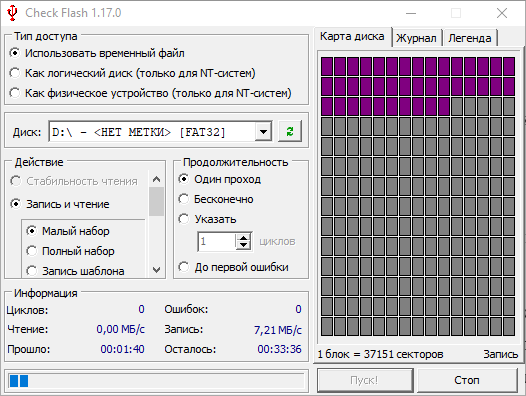 Check Flash 1.17.0
Тип доступа
Использовать временный файл
Как логический диск (только для NT-систем)
Как физическое устройство (только для NT-систем)
Диск: D:\ - <НЕТ МЕТКИ> [FAT32]
Действие
Стабильность чтения
Запись и чтение
Малый набор
Полный набор
Запись шаблона
Продолжительность
Один проход
Бесконечно
Указать
1 циклов
До первой ошибки
Информация
Циклов: 0 Ошибок: 0
Чтение: 0,00 МБ/с Запись: 7,21 МБ/с
Прошло: 00:01:40 Осталось: 00:33:36
Карта диска Журнал Легенда
1 блок = 37151 секторов Запись
Пуск! Стоп